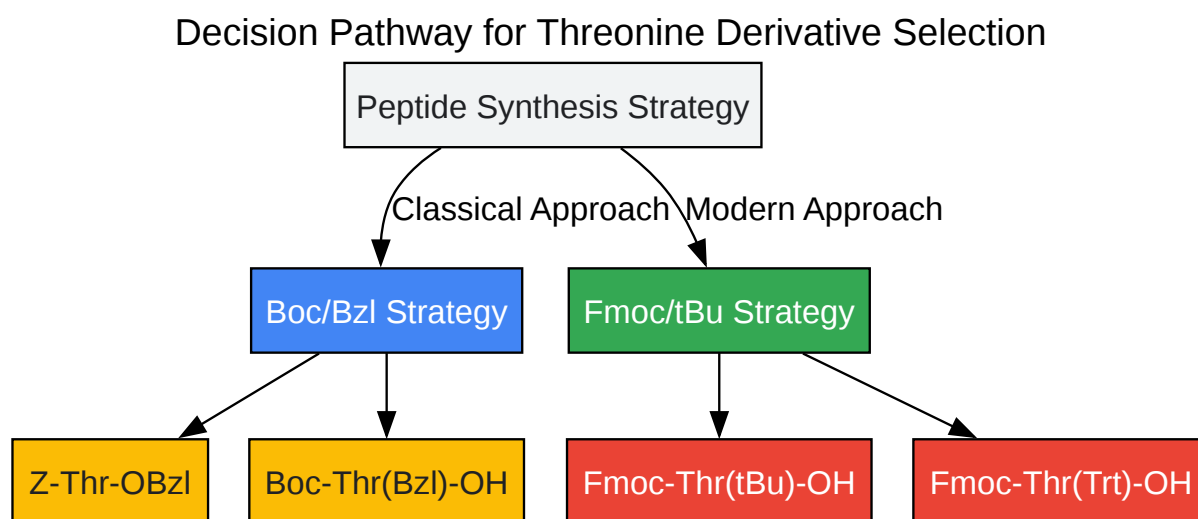 Decision Pathway for Threonine Derivative Selection
Peptide Synthesis Strategy
Classical Approach
Modern Approach
Boc/Bzl Strategy
Fmoc/tBu Strategy
Z-Thr-OBzl
Boc-Thr(Bzl)-OH
Fmoc-Thr(tBu)-OH
Fmoc-Thr(Trt)-OH